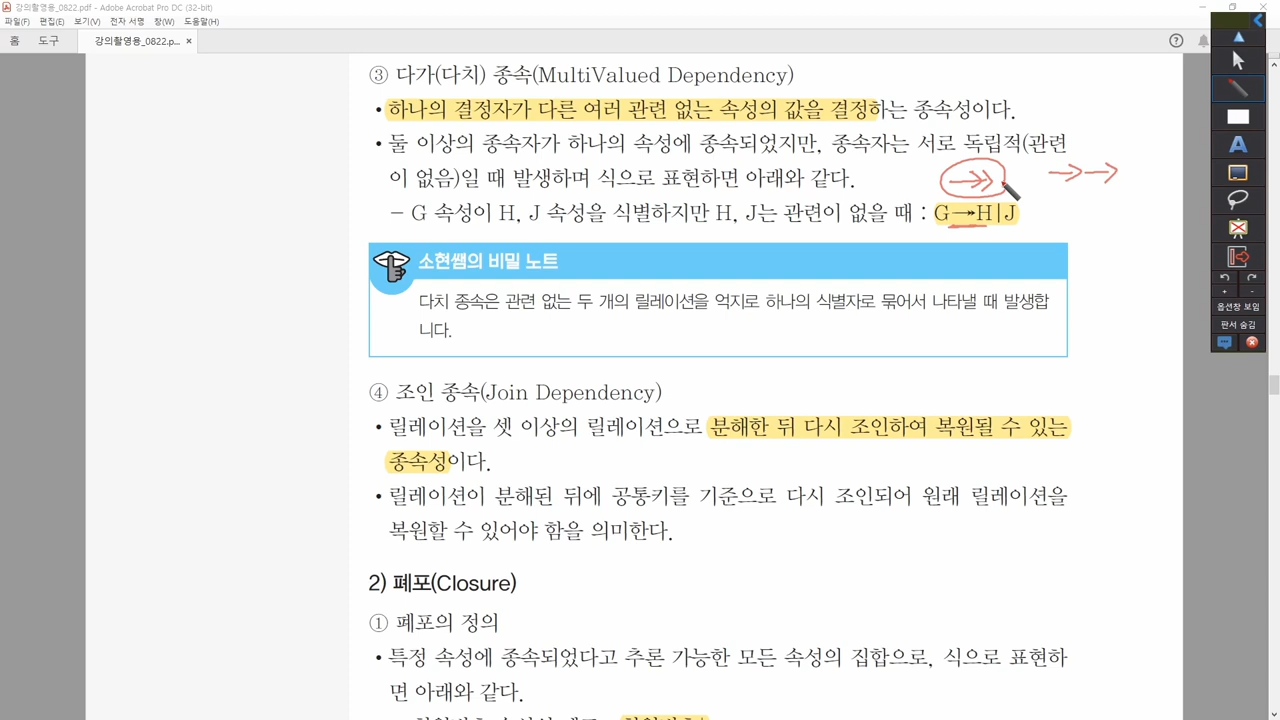 강의촬영용_0822.pdf - Adobe Acrobat Pro DC (32-bit)
파일(F) 편집(E) 보기(V) 전자 서명 창(W) 도움말(H)
홈 도구 강의촬영용_0822.p... ×
③ 다가(다치) 종속(MultiValued Dependency)
• 하나의 결정자가 다른 여러 관련 없는 속성의 값을 결정하는 종속성이다.
• 둘 이상의 종속자가 하나의 속성에 종속되었지만, 종속자는 서로 독립적(관련
이 없음)일 때 발생하며 식으로 표현하면 아래와 같다.
- G 속성이 H, J 속성을 식별하지만 H, J는 관련이 없을 때 : G↠H|J
소현쌤의 비밀 노트
다치 종속은 관련 없는 두 개의 릴레이션을 억지로 하나의 식별자로 묶어서 나타낼 때 발생합
니다.
④ 조인 종속(Join Dependency)
• 릴레이션을 셋 이상의 릴레이션으로 분해한 뒤 다시 조인하여 복원될 수 있는
종속성이다.
• 릴레이션이 분해된 뒤에 공통키를 기준으로 다시 조인되어 원래 릴레이션을
복원할 수 있어야 함을 의미한다.
2) 폐포(Closure)
① 폐포의 정의
• 특정 속성에 종속되었다고 추론 가능한 모든 속성의 집합으로, 식으로 표현하
면 아래와 같다.
A
+ -
옵션창 보임
판서 숨김